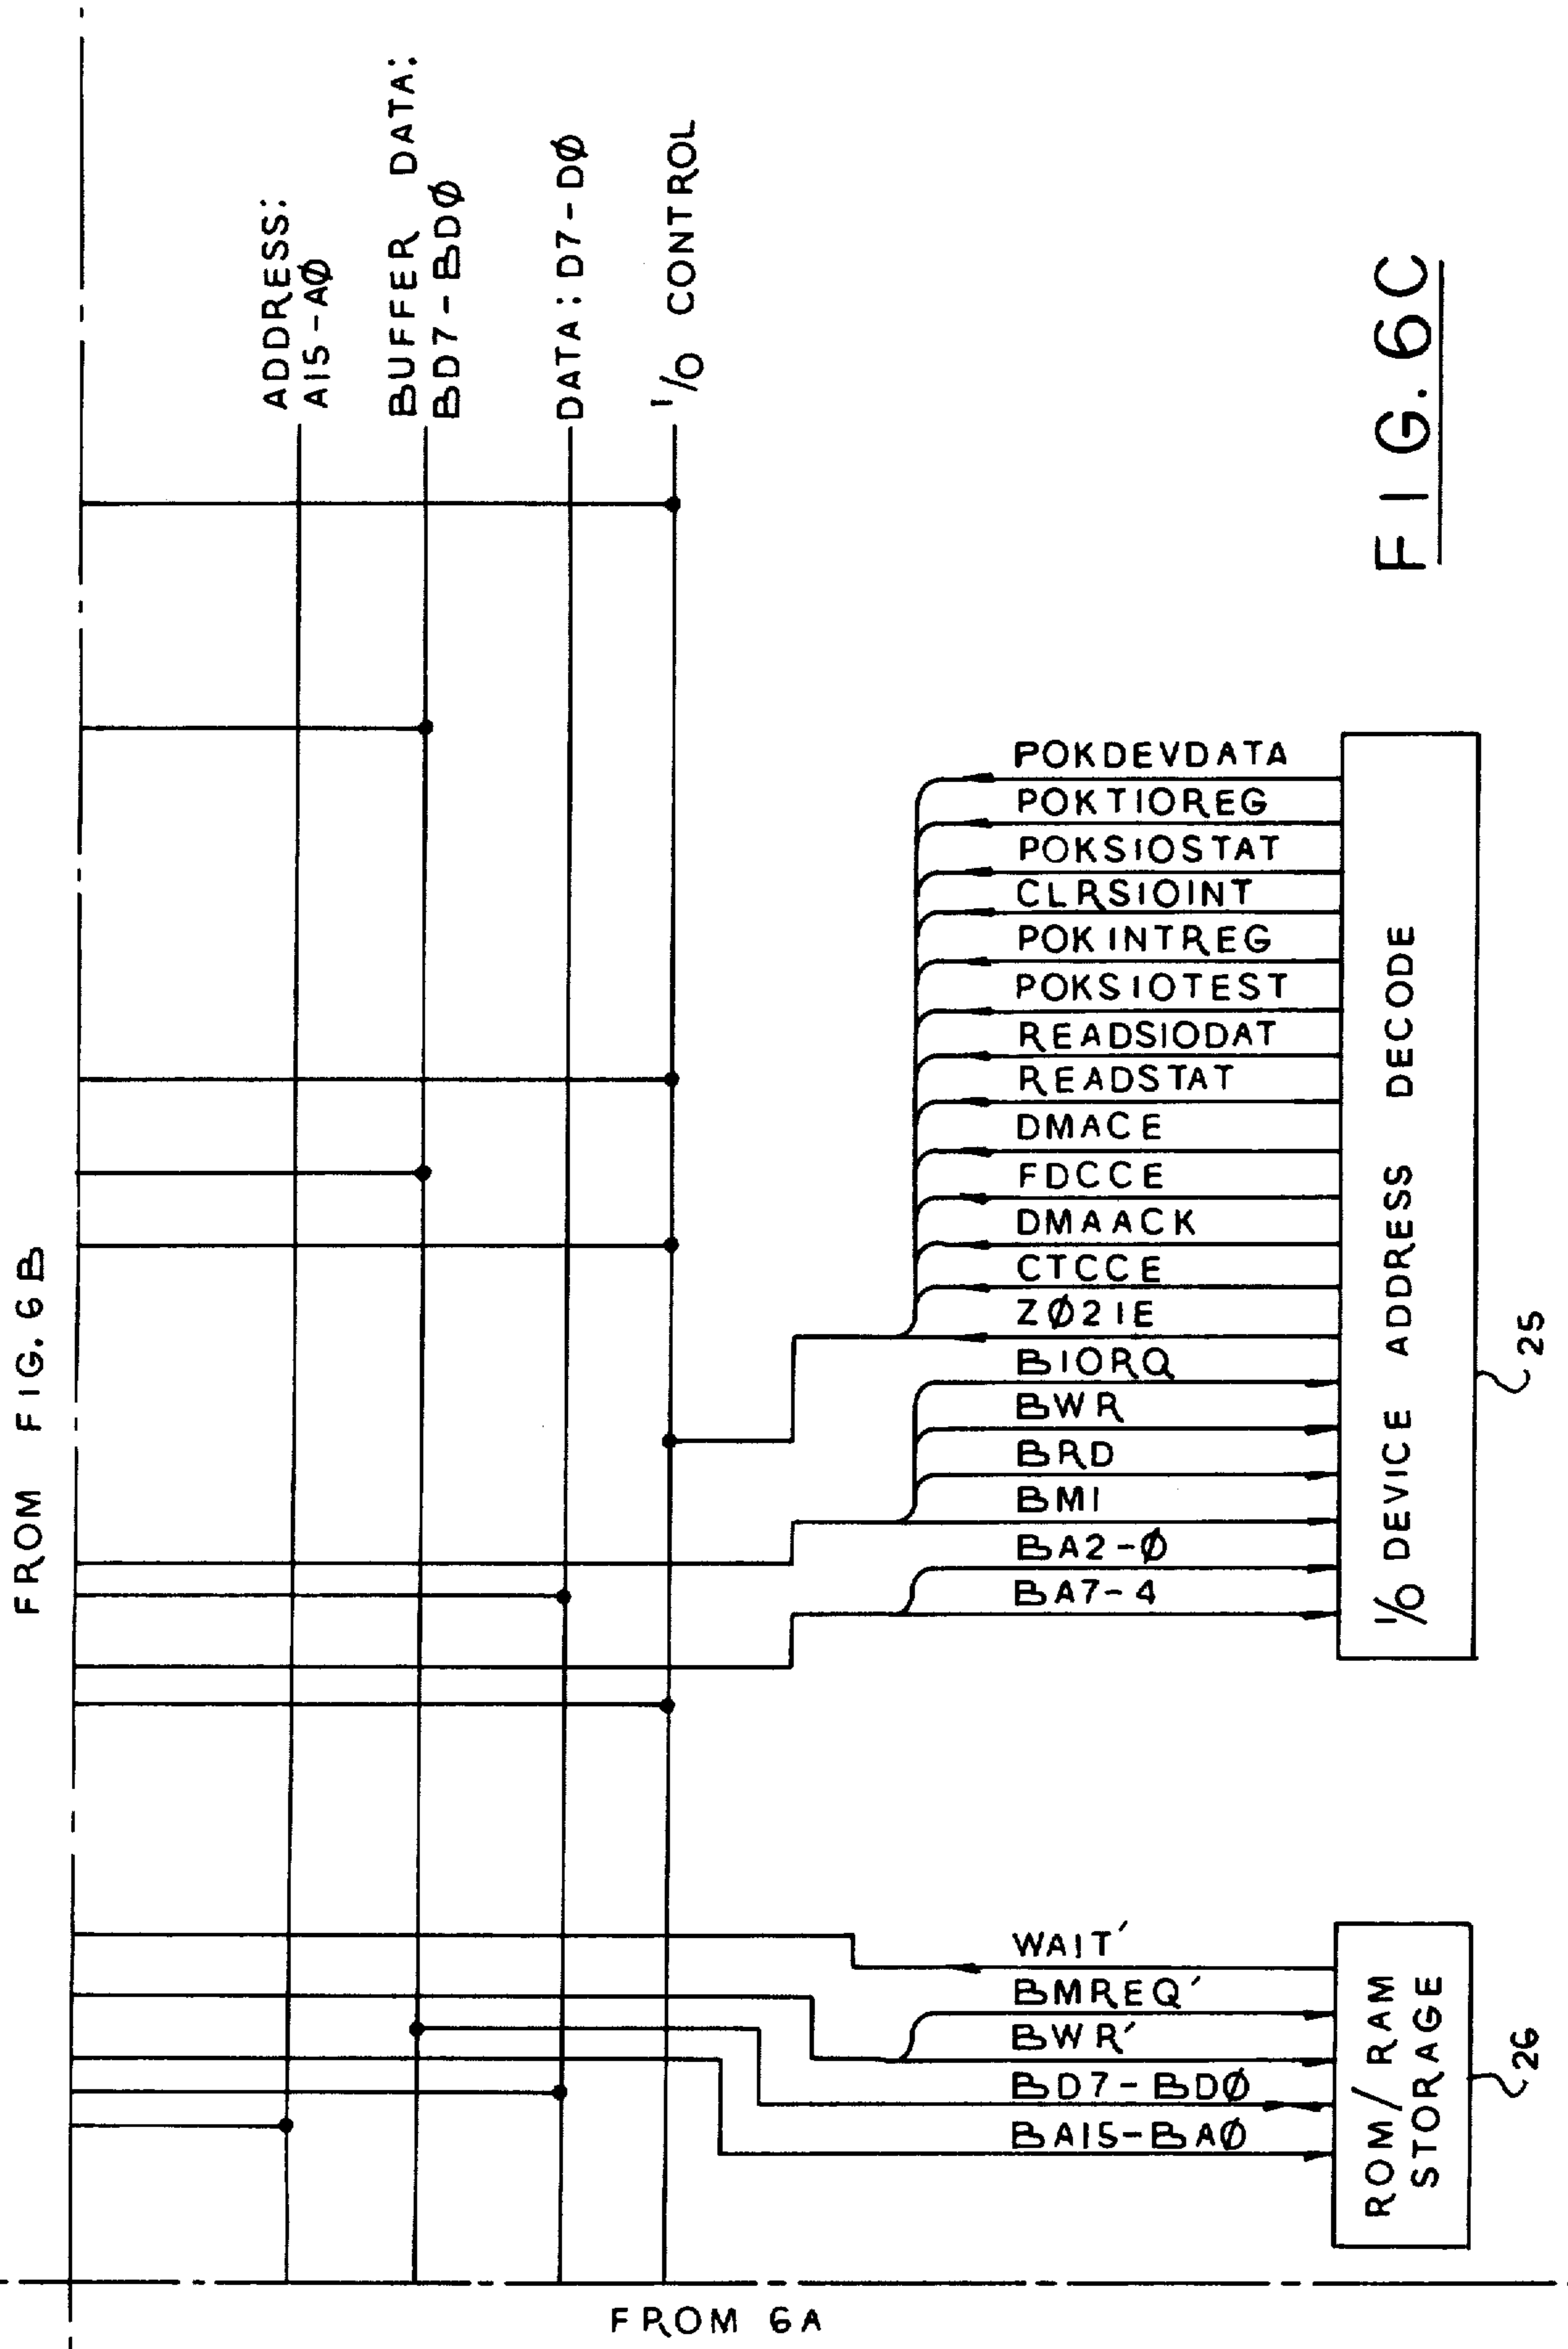 FROM FIG. 6B
ADDRESS:
A15-AØ
BUFFER DATA:
BD7-BDØ
DATA: D7-DØ
I/O CONTROL
FROM 6A
WAIT′
BMREQ′
BWR′
BD7-BDØ
BA15-BAØ
ROM/RAM
STORAGE
26
POKDEVDATA
POKTIOREG
POKSIOSTAT
CLRSIOINT
POKINTREG
POKSIOTEST
READSIODAT
READSTAT
DMACE
FDCCE
DMAACK
CTCCE
ZØ21E
BIORQ
BWR
BRD
BM1
BA2-Ø
BA7-4
I/O DEVICE ADDRESS DECODE
25
FIG. 6C